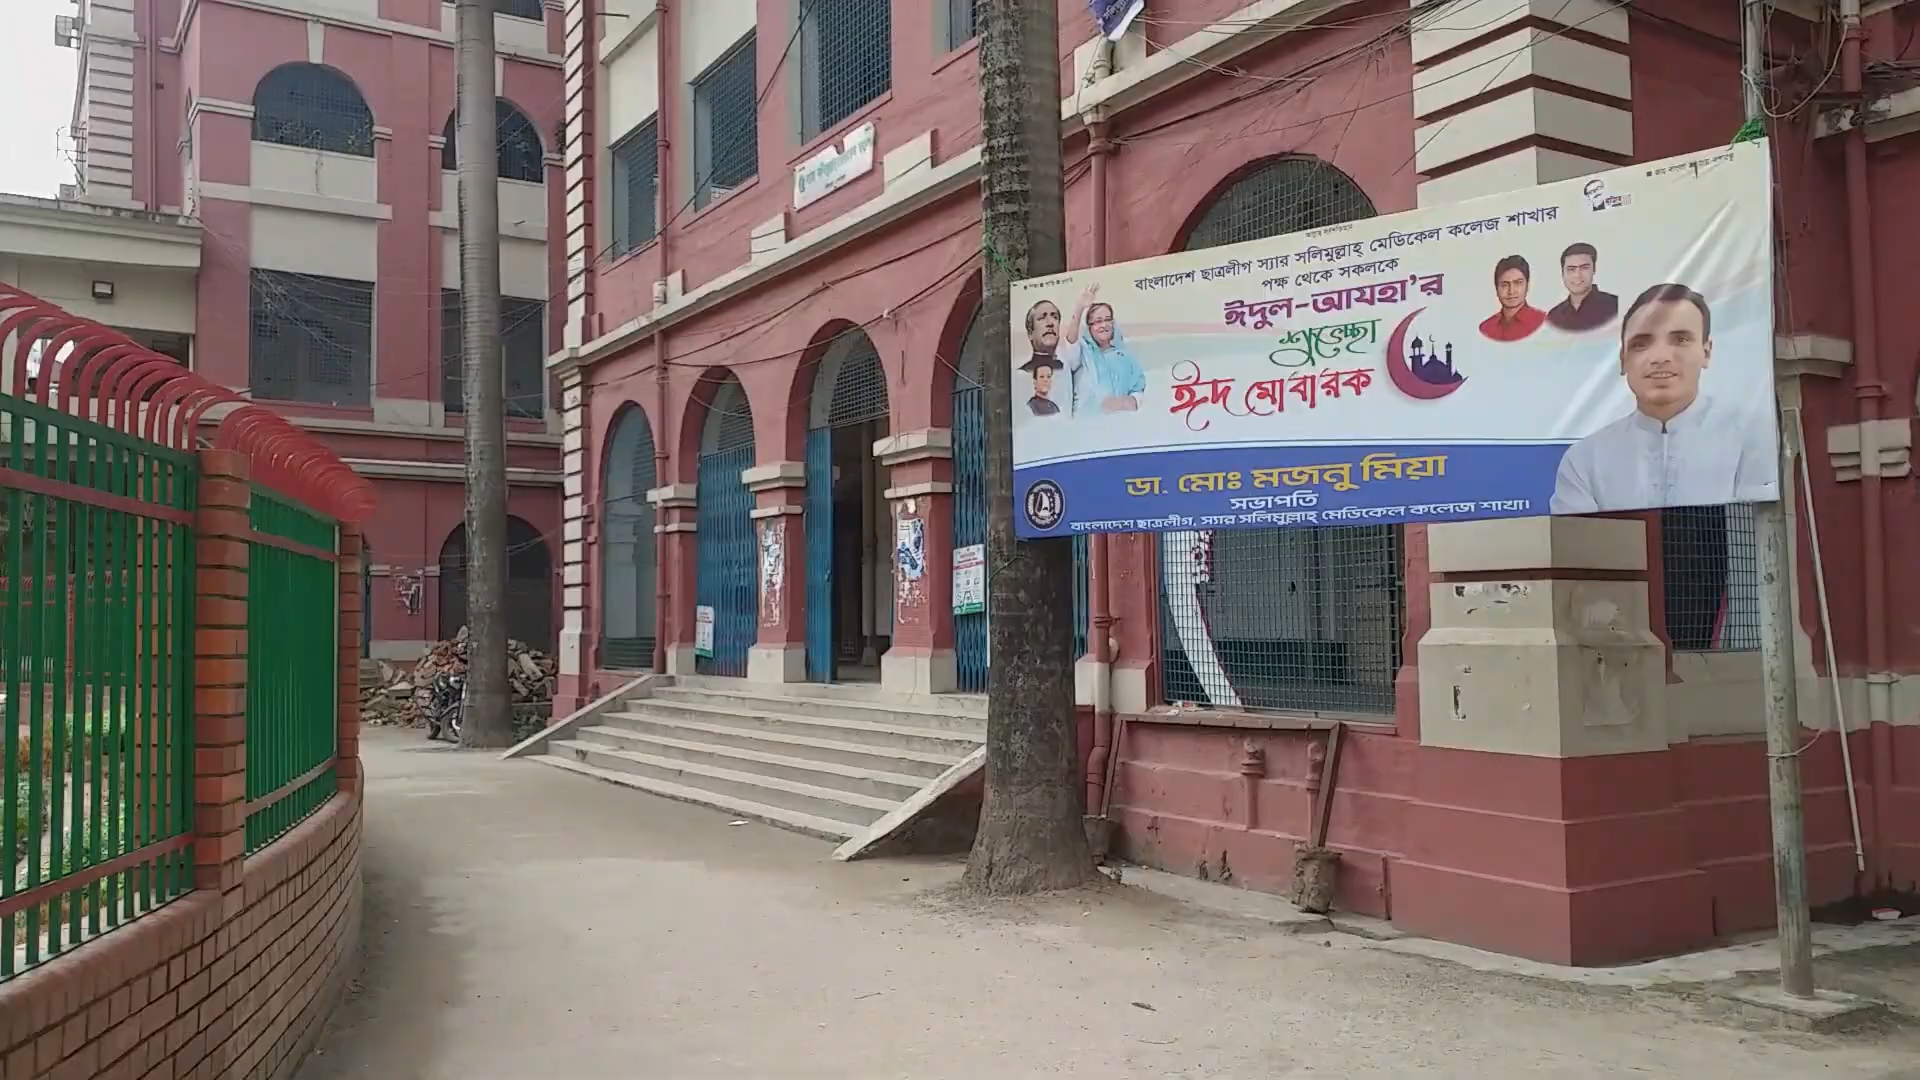 বাংলাদেশ ছাত্রলীগ স্যার সলিমুল্লাহ্ মেডিকেল কলেজ শাখার
পক্ষ থেকে সকলকে
ঈদুল-আযহা'র
শুভেচ্ছা
ঈদ মোবারক
ডা. মোঃ মজনু মিয়া
সভাপতি
বাংলাদেশ ছাত্রলীগ, স্যার সলিমুল্লাহ্ মেডিকেল কলেজ শাখা।